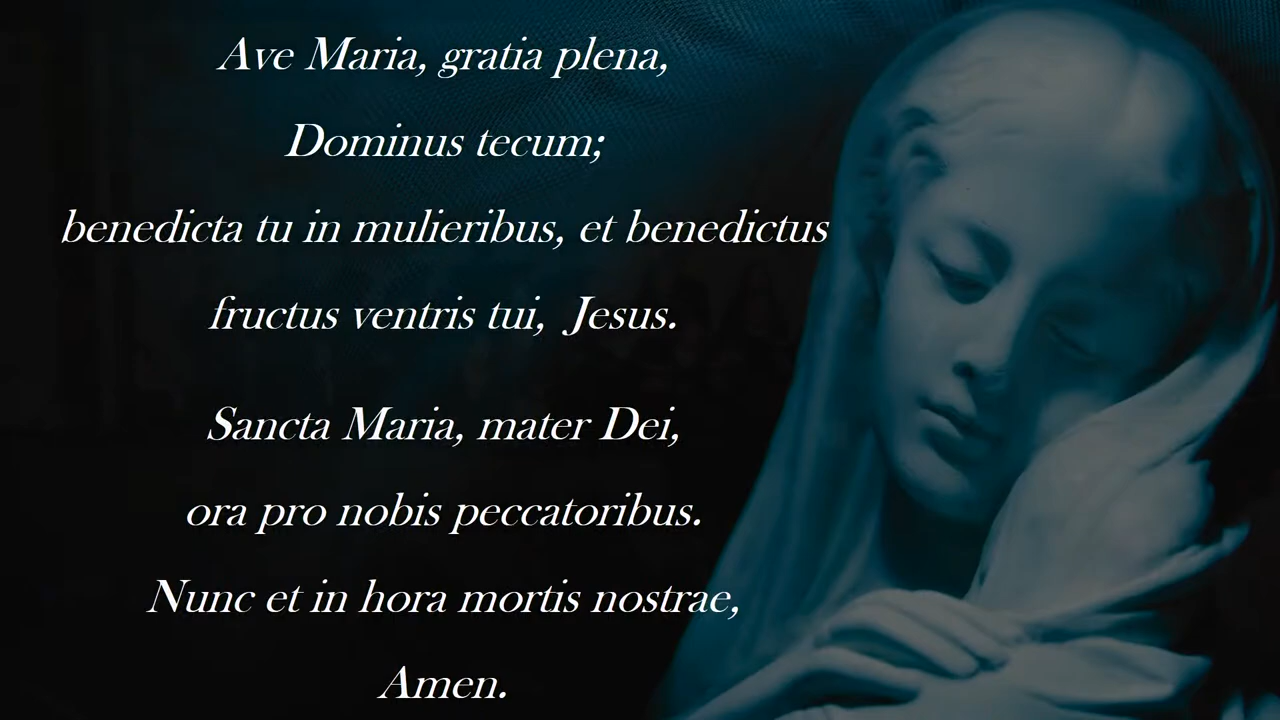 Ave Maria, gratia plena,
Dominus tecum;
benedicta tu in mulieribus, et benedictus
fructus ventris tui, Jesus.
Sancta Maria, mater Dei,
ora pro nobis peccatoribus.
Nunc et in hora mortis nostrae,
Amen.